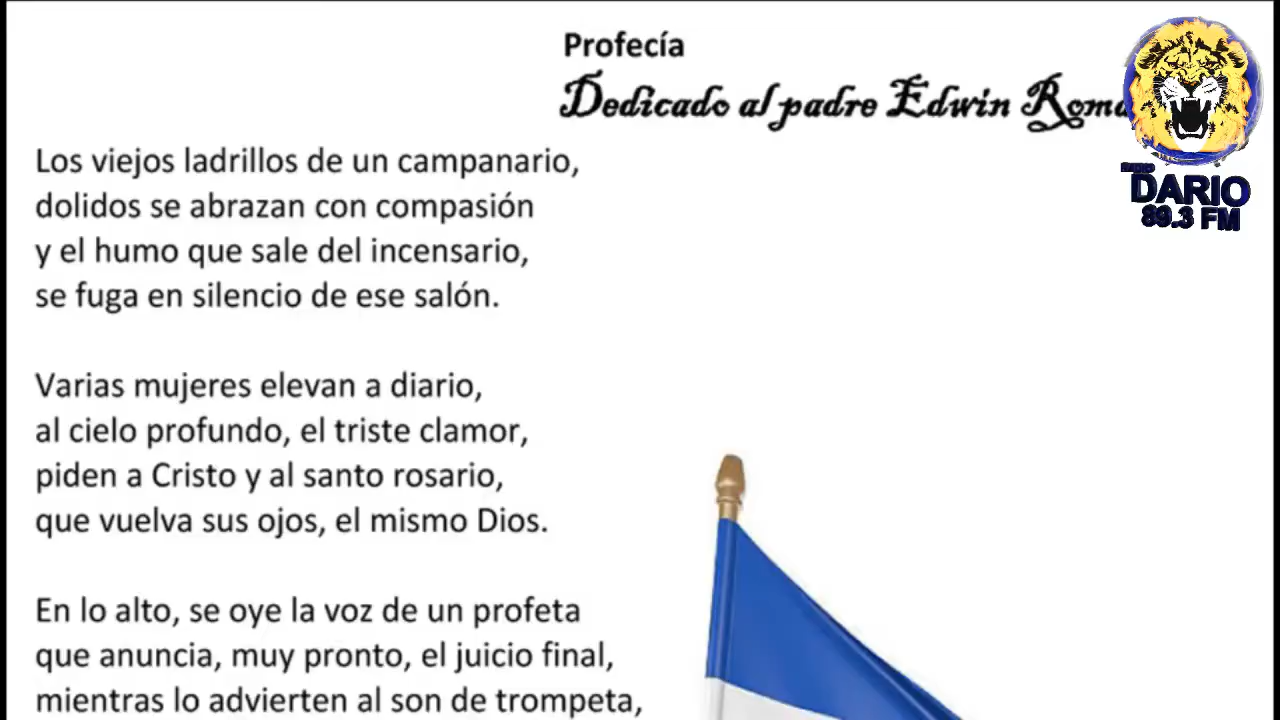 Profecía
Dedicado al padre Edwin Roma
Los viejos ladrillos de un campanario,
dolidos se abrazan con compasión
y el humo que sale del incensario,
se fuga en silencio de ese salón.
Varias mujeres elevan a diario,
al cielo profundo, el triste clamor,
piden a Cristo y al santo rosario,
que vuelva sus ojos, el mismo Dios.
En lo alto, se oye la voz de un profeta
que anuncia, muy pronto, el juicio final,
mientras lo advierten al son de trompeta,
RADIO
DARIO
89.3 FM